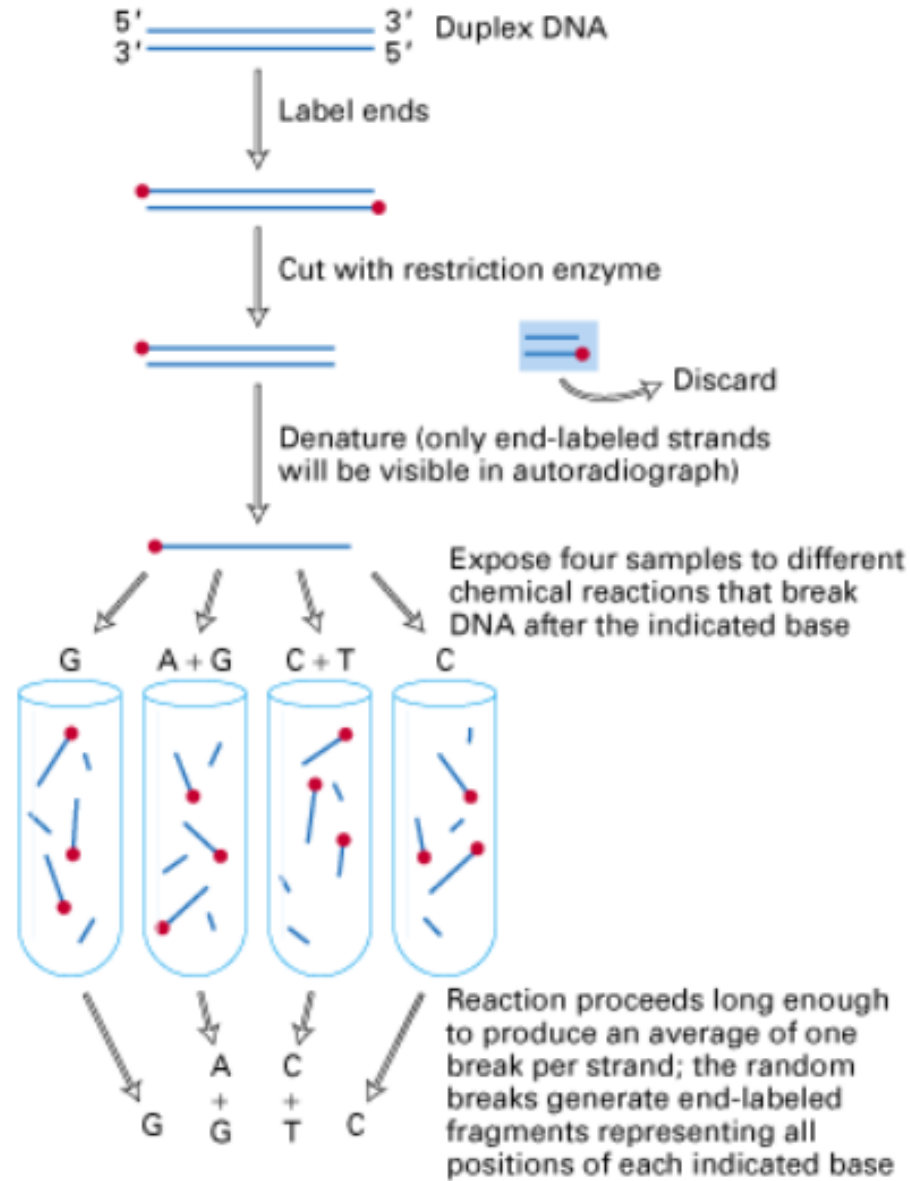 5′ 3′ Duplex DNA
3′ 5′
Label ends
Cut with restriction enzyme
Discard
Denature (only end-labeled strands
will be visible in autoradiograph)
Expose four samples to different
chemical reactions that break
DNA after the indicated base
G A + G C + T C
Reaction proceeds long enough
to produce an average of one
break per strand; the random
breaks generate end-labeled
fragments representing all
positions of each indicated base
G
A
+
G
C
+
T
C